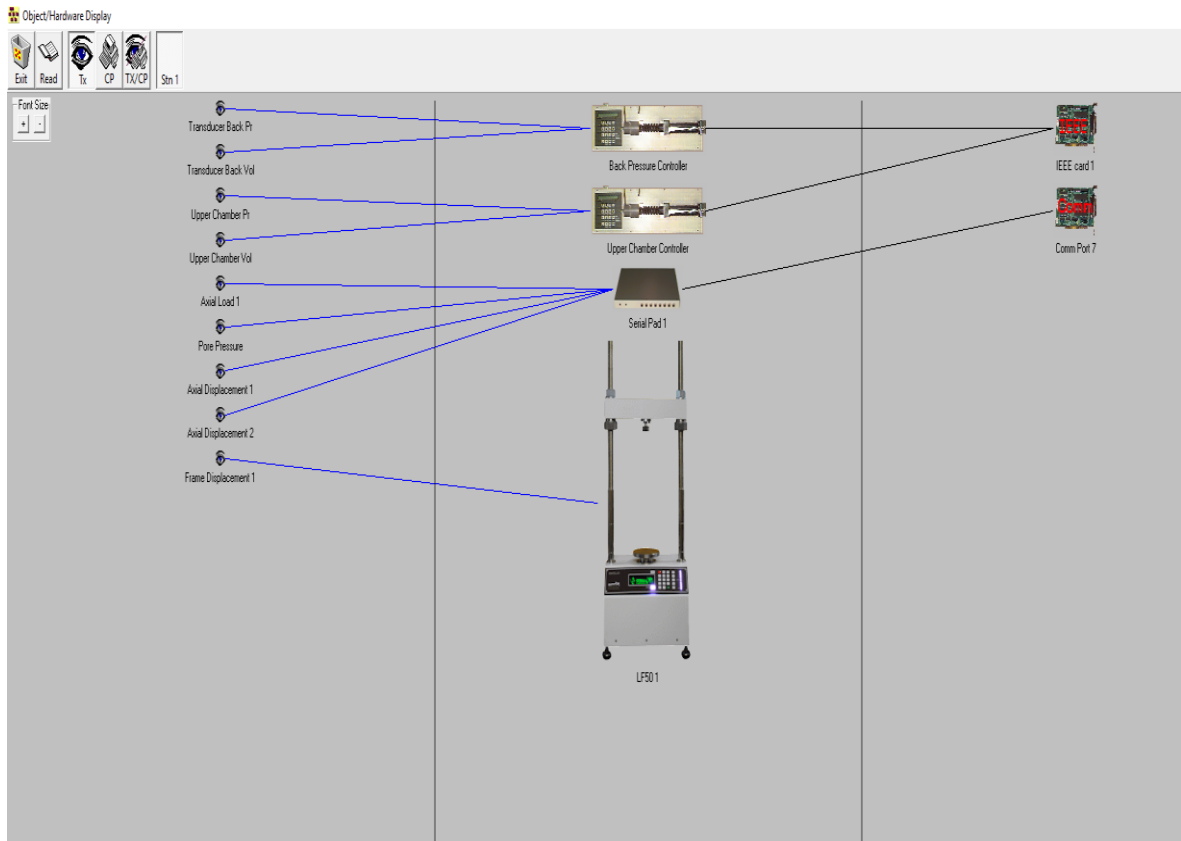 Object/Hardware Display
Exit
Read
Tx
CP
TX/CP
Stn 1
Font Size
+
-
Transducer Back Pr
Transducer Back Vol
Upper Chamber Pr
Upper Chamber Vol
Axial Load 1
Pore Pressure
Axial Displacement 1
Axial Displacement 2
Frame Displacement 1
Back Pressure Controller
Upper Chamber Controller
Serial Pad 1
LF50 1
IEEE
IEEE card 1
Comm
Comm Port 7